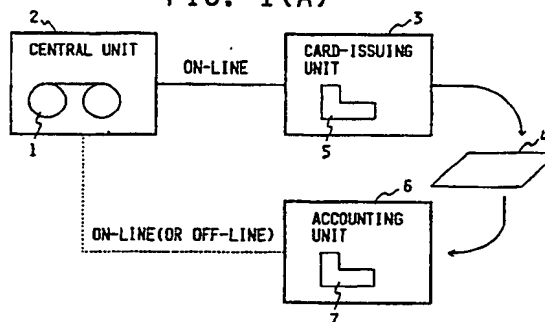 FIG. 1(A)
2
CENTRAL UNIT
1
ON-LINE
3
CARD-ISSUING
UNIT
5
4
6
ACCOUNTING
UNIT
7
ON-LINE(OR OFF-LINE)